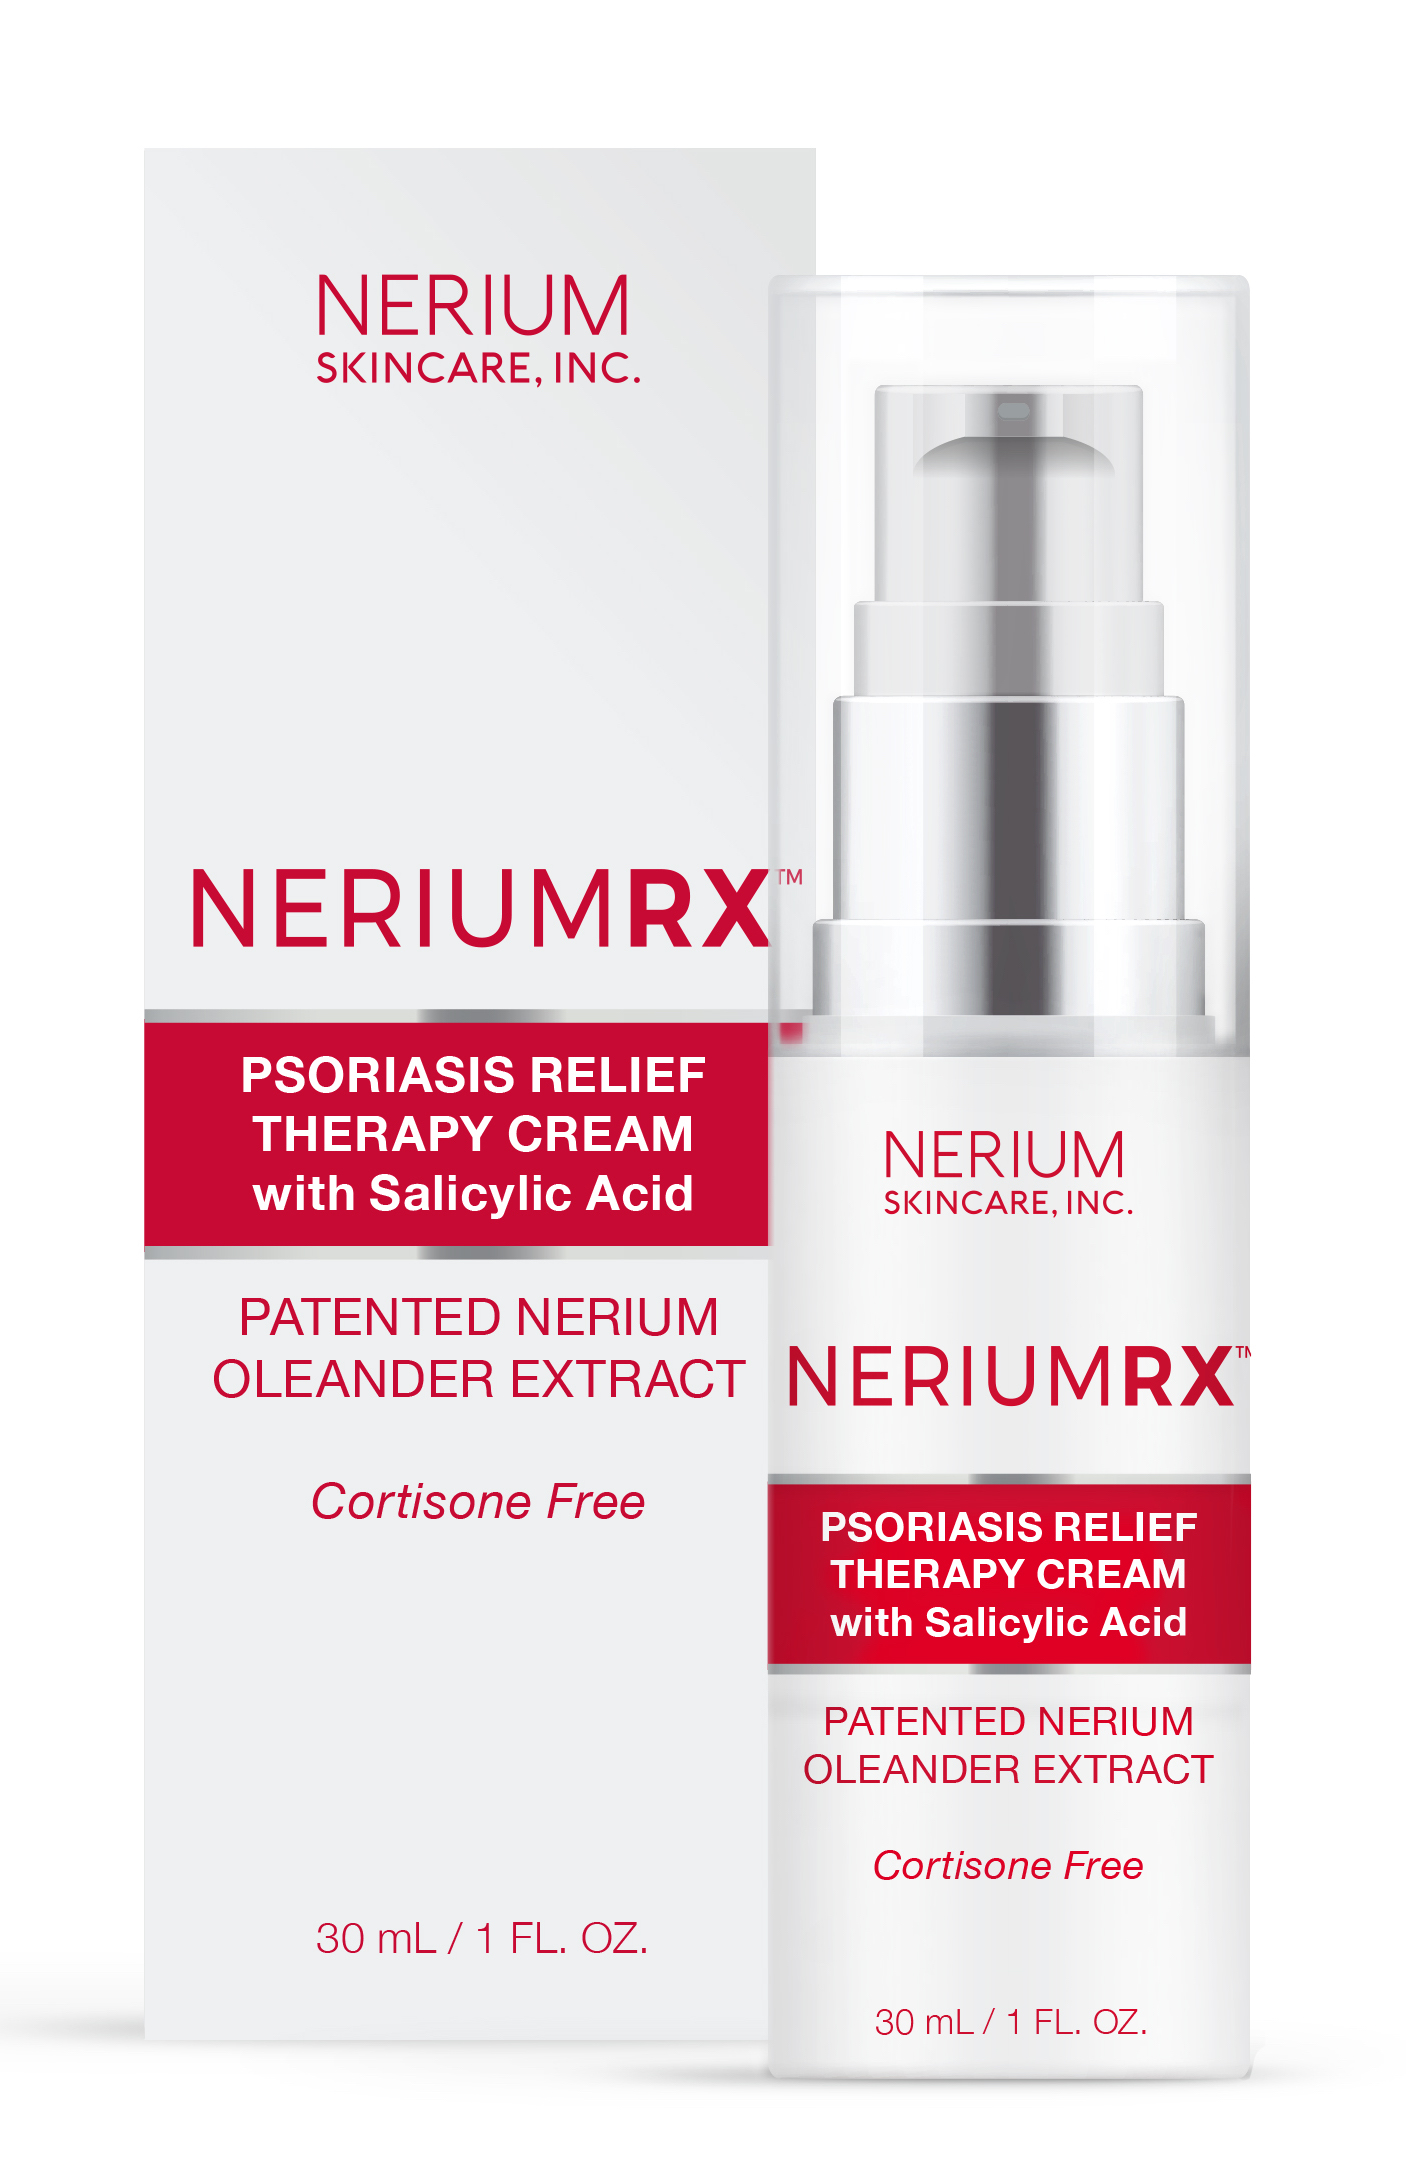 NERIUM
SKINCARE, INC.
NERIUMRX™
PSORIASIS RELIEF
THERAPY CREAM
with Salicylic Acid
PATENTED NERIUM
OLEANDER EXTRACT
Cortisone Free
30 mL / 1 FL. OZ.
NERIUM
SKINCARE, INC.
NERIUMRX™
PSORIASIS RELIEF
THERAPY CREAM
with Salicylic Acid
PATENTED NERIUM
OLEANDER EXTRACT
Cortisone Free
30 mL / 1 FL. OZ.